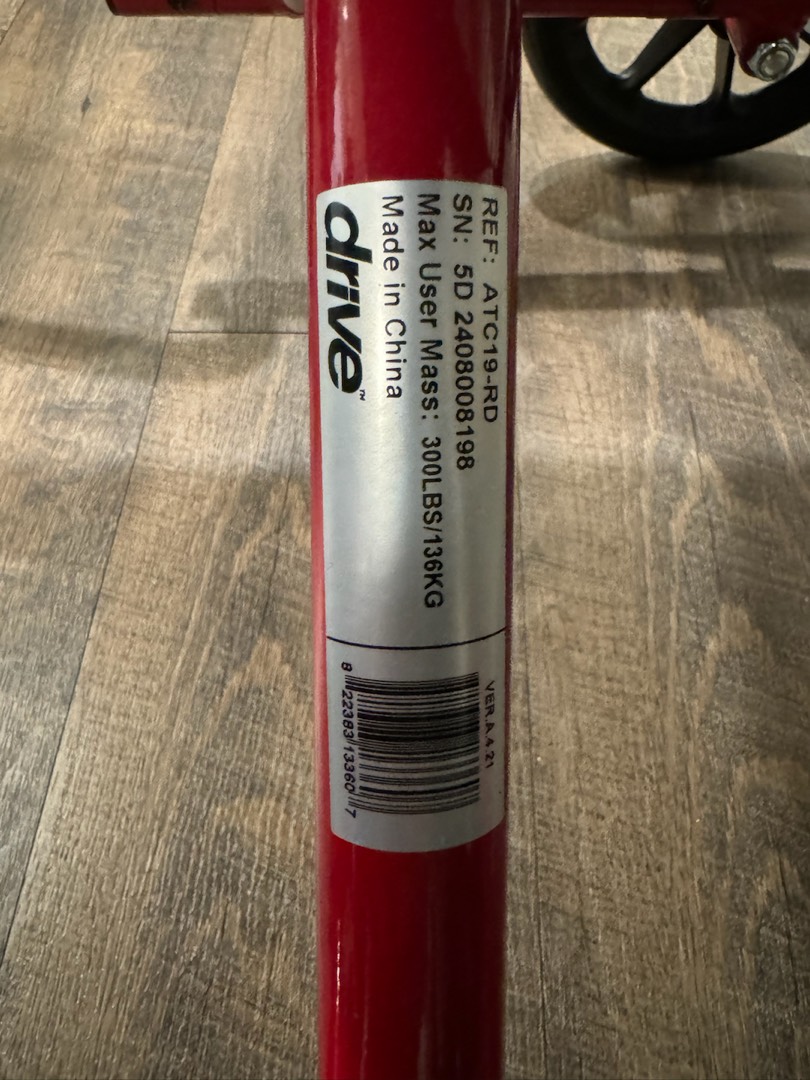 REF: ATC19-RD
SN: 5D 2408008198
Max User Mass: 300LBS/136KG
Made in China
drive™
VER.A.4.21
8 22383 13360 7